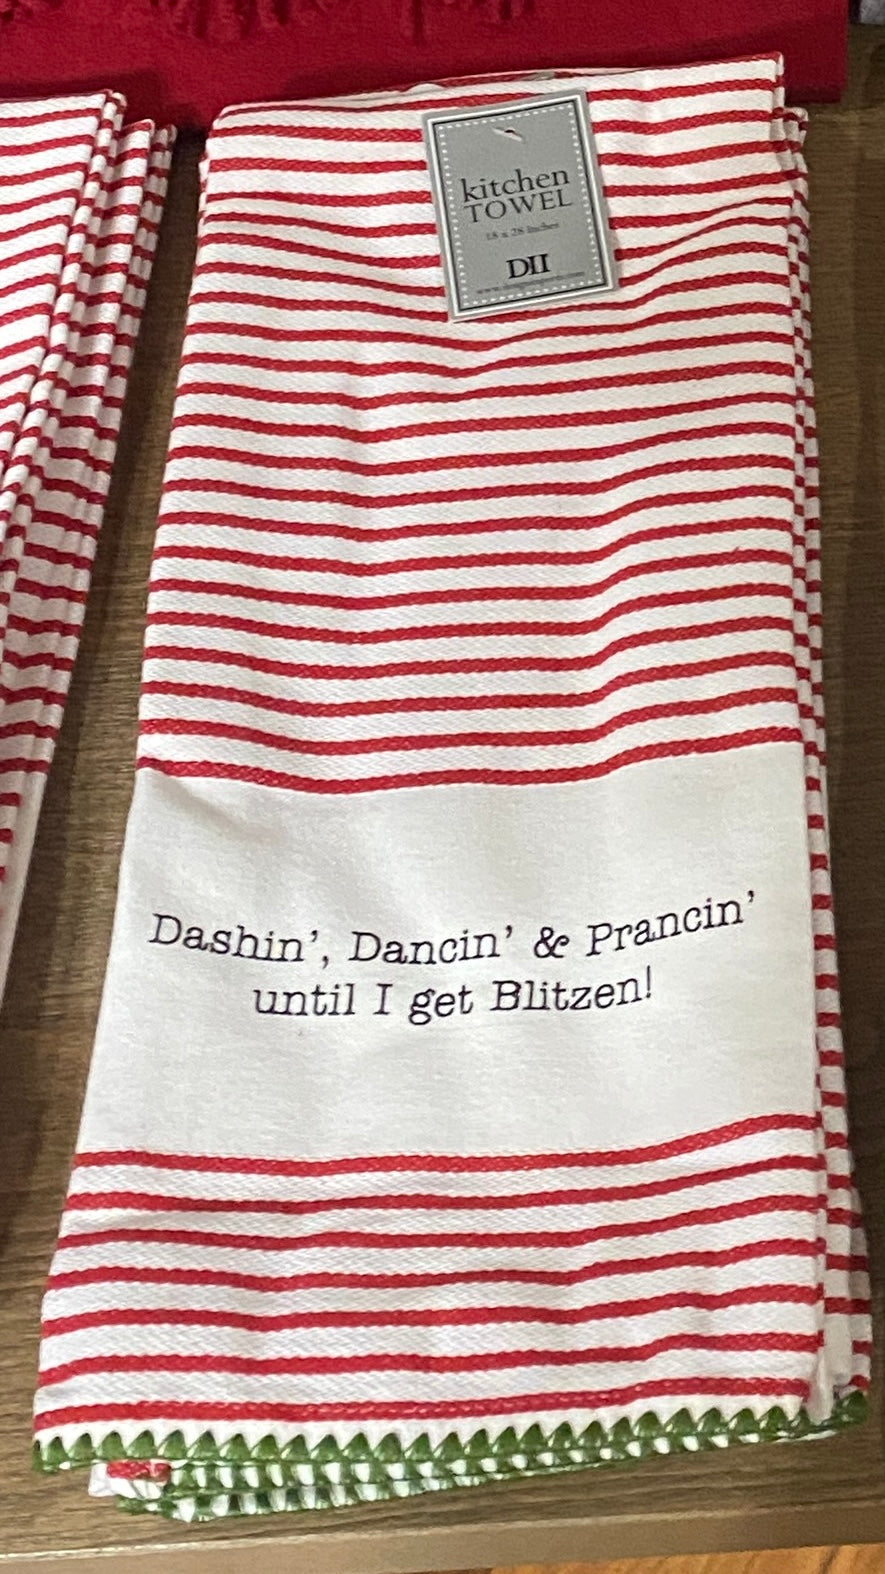 kitchen
TOWEL
18 x 28 Inches
DII
Dashin', Dancin' & Prancin'
until I get Blitzen!